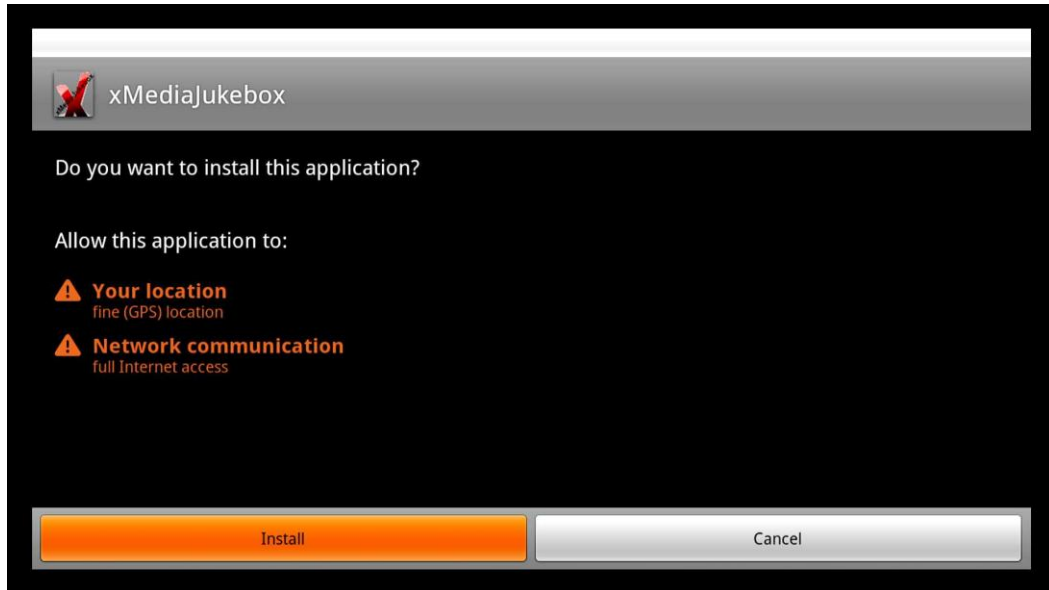 xMediaJukebox
Do you want to install this application?
Allow this application to:
Your location
fine (GPS) location
Network communication
full Internet access
Install
Cancel